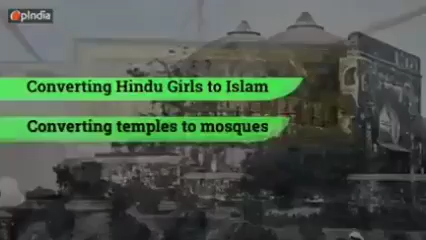 OpIndia
Converting Hindu Girls to Islam
Converting temples to mosques